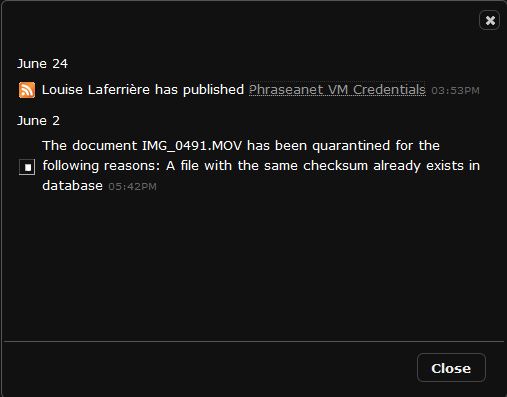 June 24
Louise Laferrière has published Phraseanet VM Credentials 03:53PM
June 2
The document IMG_0491.MOV has been quarantined for the
following reasons: A file with the same checksum already exists in
database 05:42PM
Close